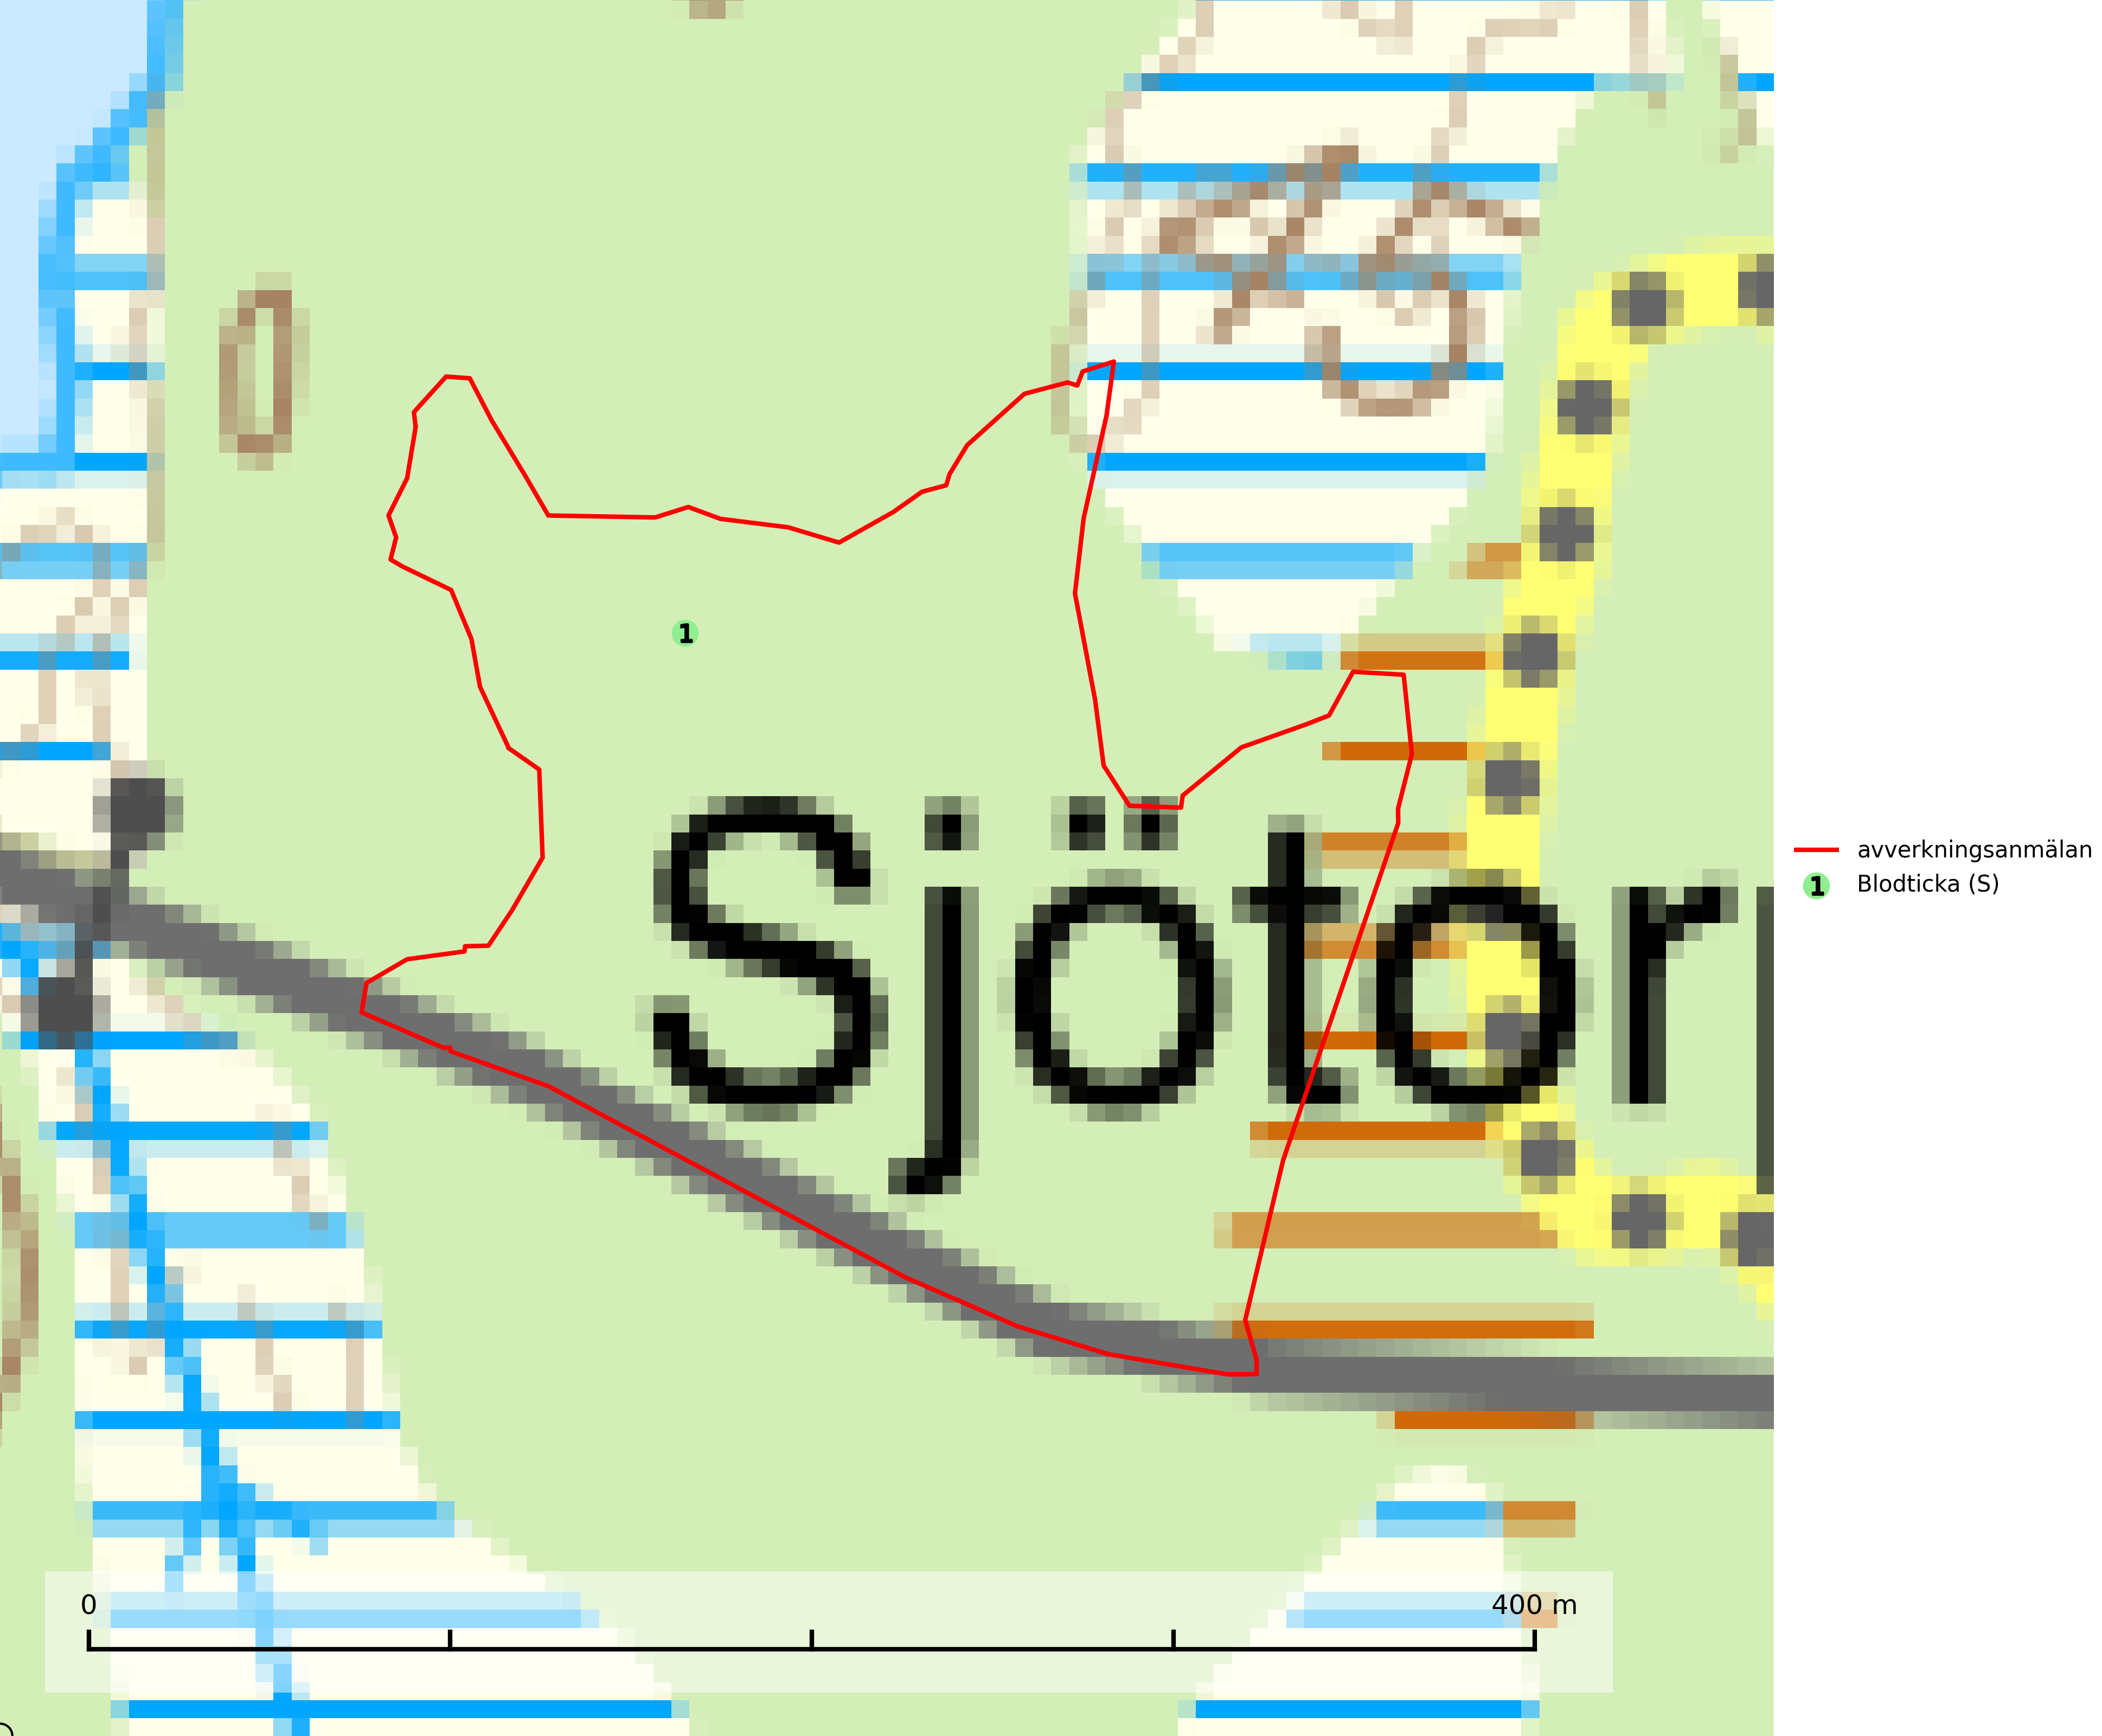 1
Sjötor
avverkningsanmälan
1 Blodticka (S)
0 400 m